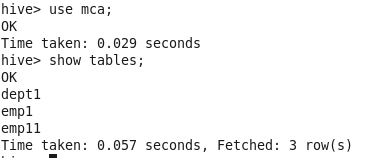 hive> use mca;
OK
Time taken: 0.029 seconds
hive> show tables;
OK
dept1
emp1
emp11
Time taken: 0.057 seconds, Fetched: 3 row(s)